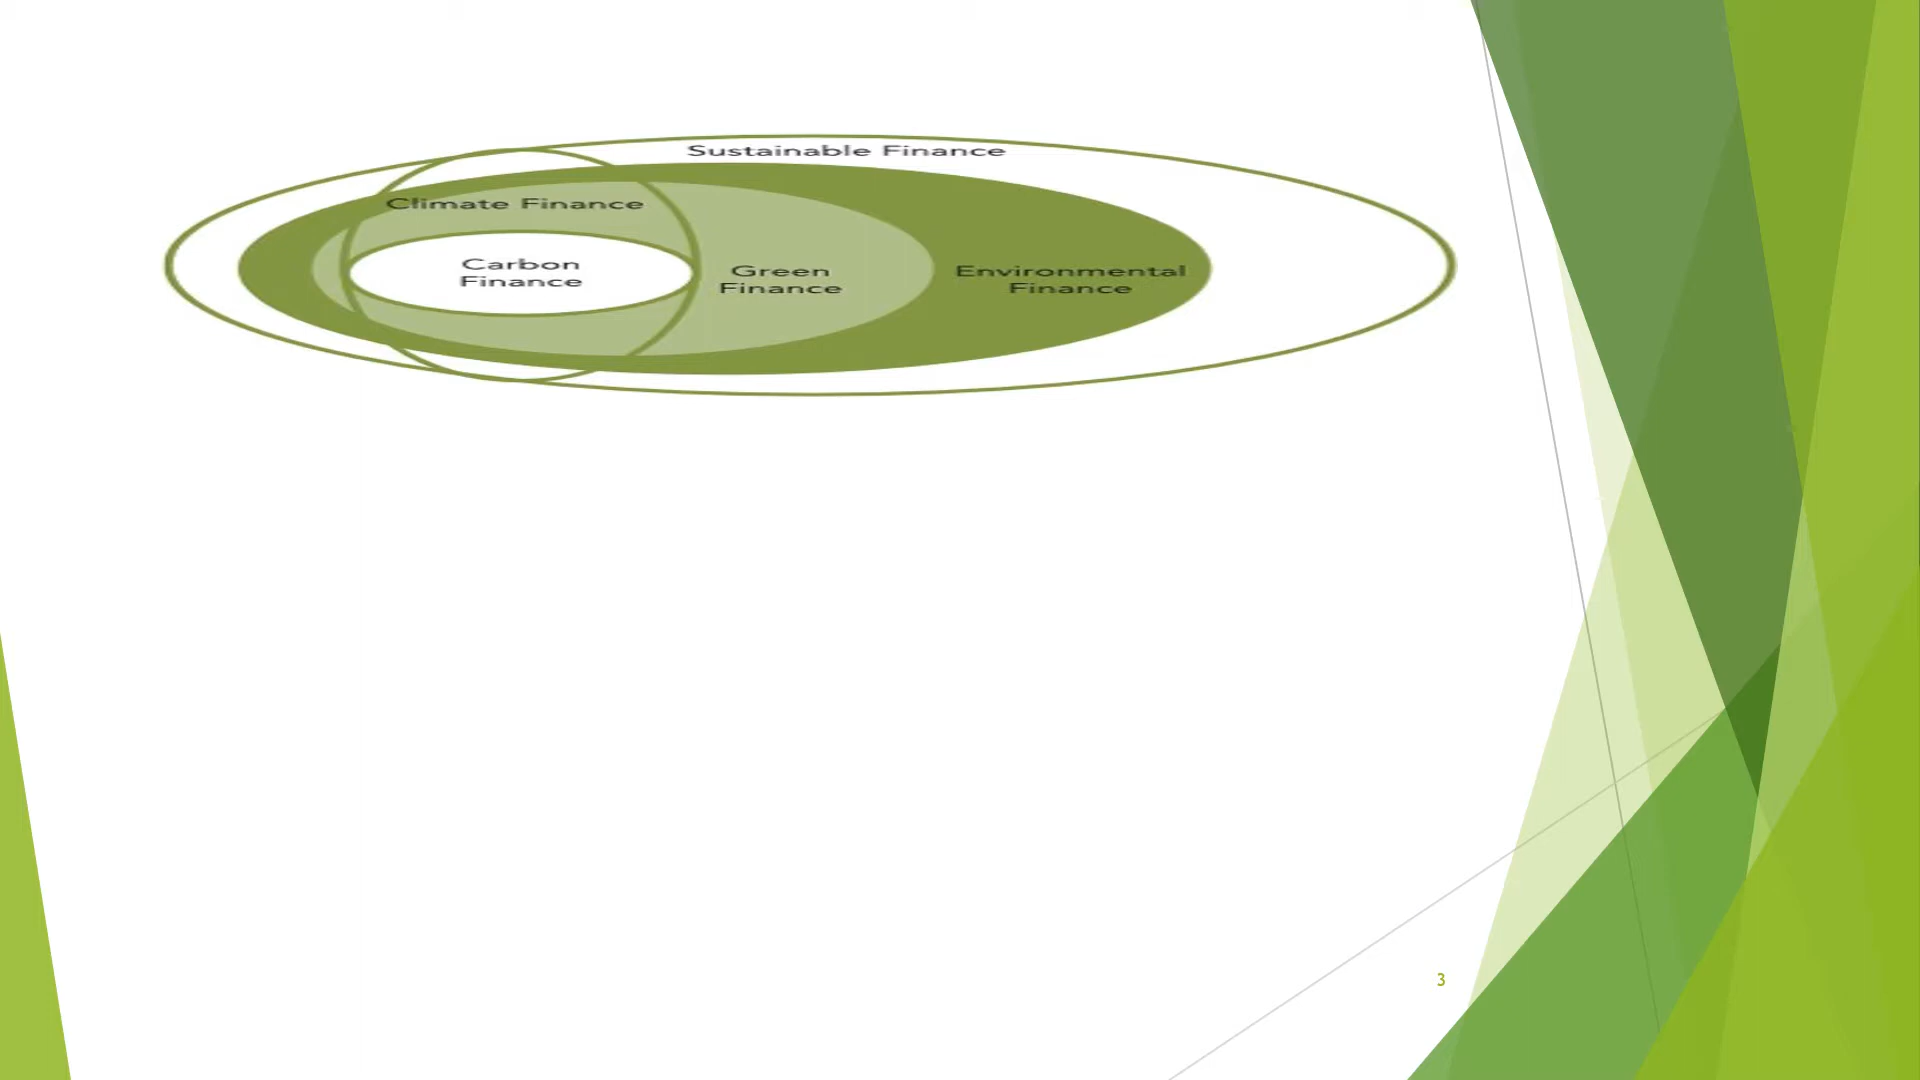 Sustainable Finance
Climate Finance
Carbon
Finance
Green
Finance
Environmental
Finance
3